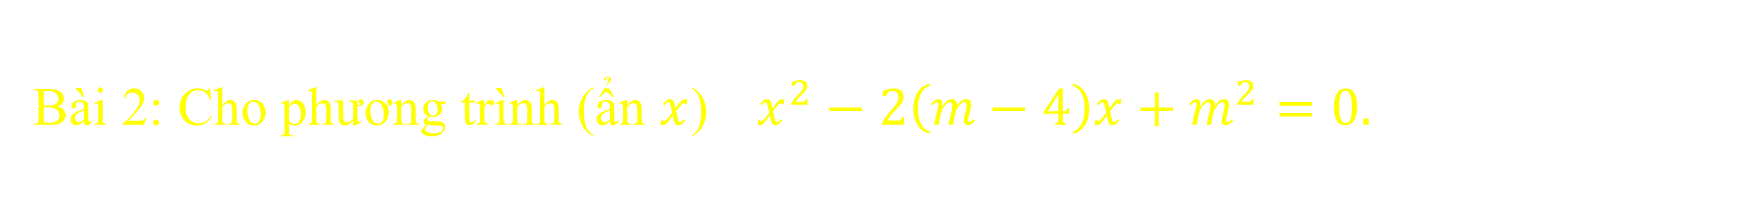 Bài 2: Cho phương trình (ẩn x) x² − 2(m − 4)x + m² = 0.